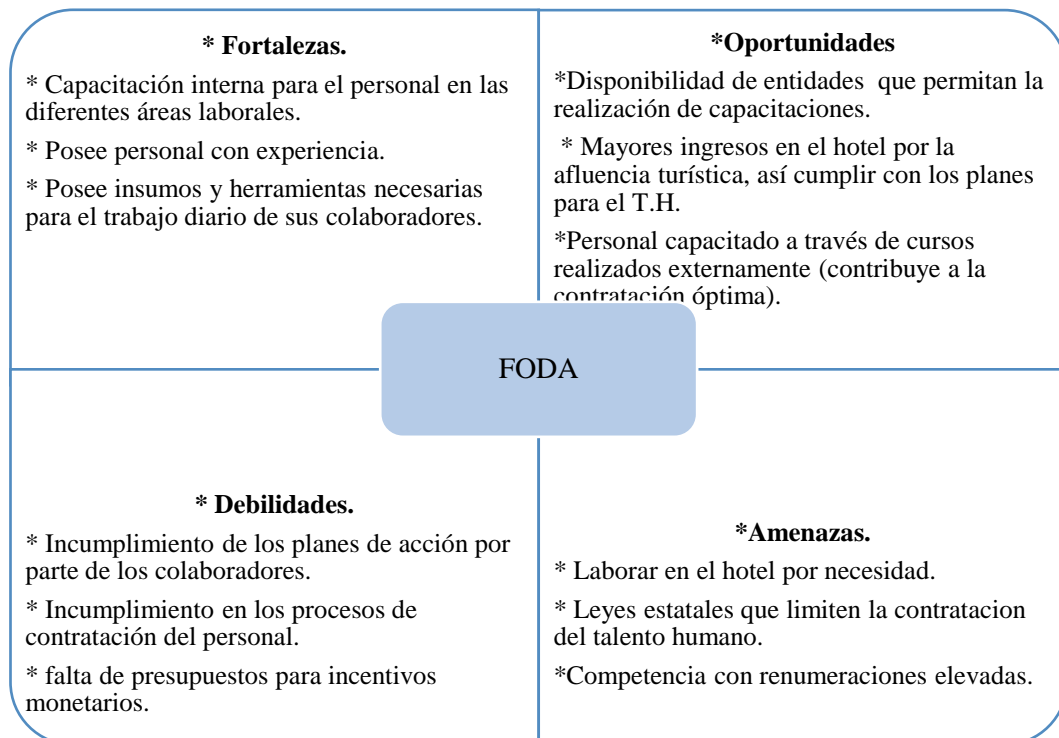 * Fortalezas.
* Capacitación interna para el personal en las
diferentes áreas laborales.
* Posee personal con experiencia.
* Posee insumos y herramientas necesarias
para el trabajo diario de sus colaboradores.
*Oportunidades
*Disponibilidad de entidades que permitan la
realización de capacitaciones.
* Mayores ingresos en el hotel por la
afluencia turística, así cumplir con los planes
para el T.H.
*Personal capacitado a través de cursos
realizados externamente (contribuye a la
contratación óptima).
FODA
* Debilidades.
* Incumplimiento de los planes de acción por
parte de los colaboradores.
* Incumplimiento en los procesos de
contratación del personal.
* falta de presupuestos para incentivos
monetarios.
*Amenazas.
* Laborar en el hotel por necesidad.
* Leyes estatales que limiten la contratacion
del talento humano.
*Competencia con renumeraciones elevadas.